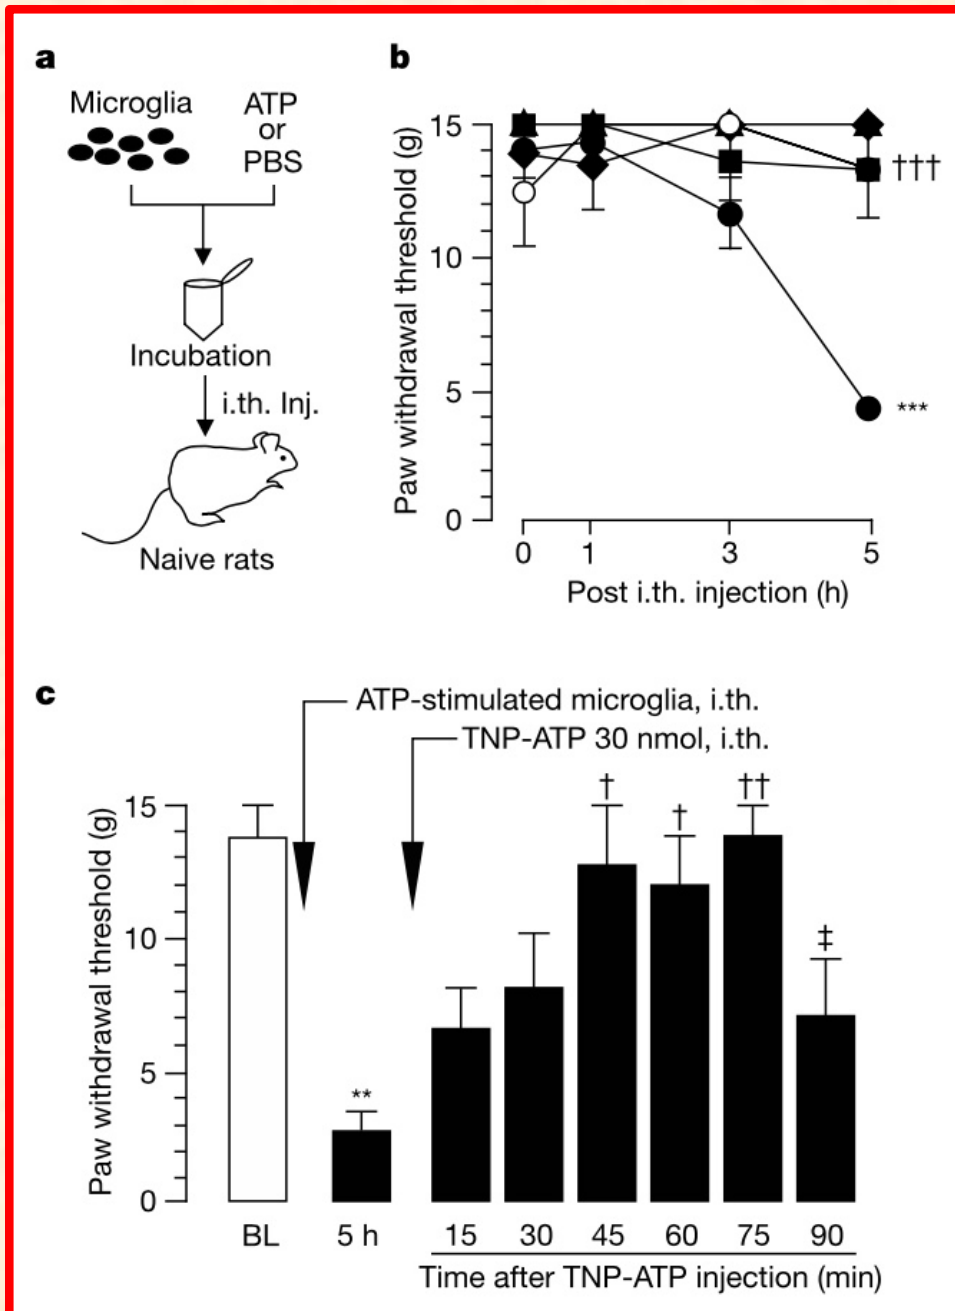 a
Microglia
ATP
or
PBS
Incubation
i.th. Inj.
Naive rats
b
Paw withdrawal threshold (g)
15
10
5
0
†††
***
0 1 3 5
Post i.th. injection (h)
c
ATP-stimulated microglia, i.th.
TNP-ATP 30 nmol, i.th.
Paw withdrawal threshold (g)
15
10
5
0
**
† † †† ‡
BL 5 h 15 30 45 60 75 90
Time after TNP-ATP injection (min)